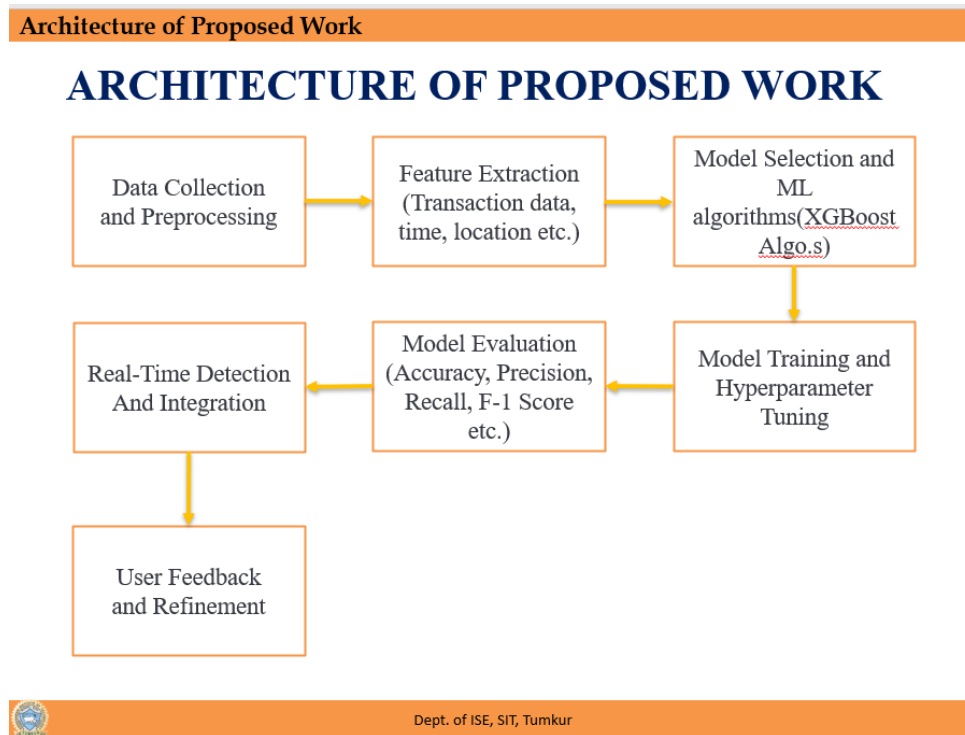 Architecture of Proposed Work
ARCHITECTURE OF PROPOSED WORK
Data Collection
and Preprocessing
Feature Extraction
(Transaction data,
time, location etc.)
Model Selection and
ML
algorithms(XGBoost
Algo.s)
Model Training and
Hyperparameter
Tuning
Model Evaluation
(Accuracy, Precision,
Recall, F-1 Score
etc.)
Real-Time Detection
And Integration
User Feedback
and Refinement
Dept. of ISE, SIT, Tumkur